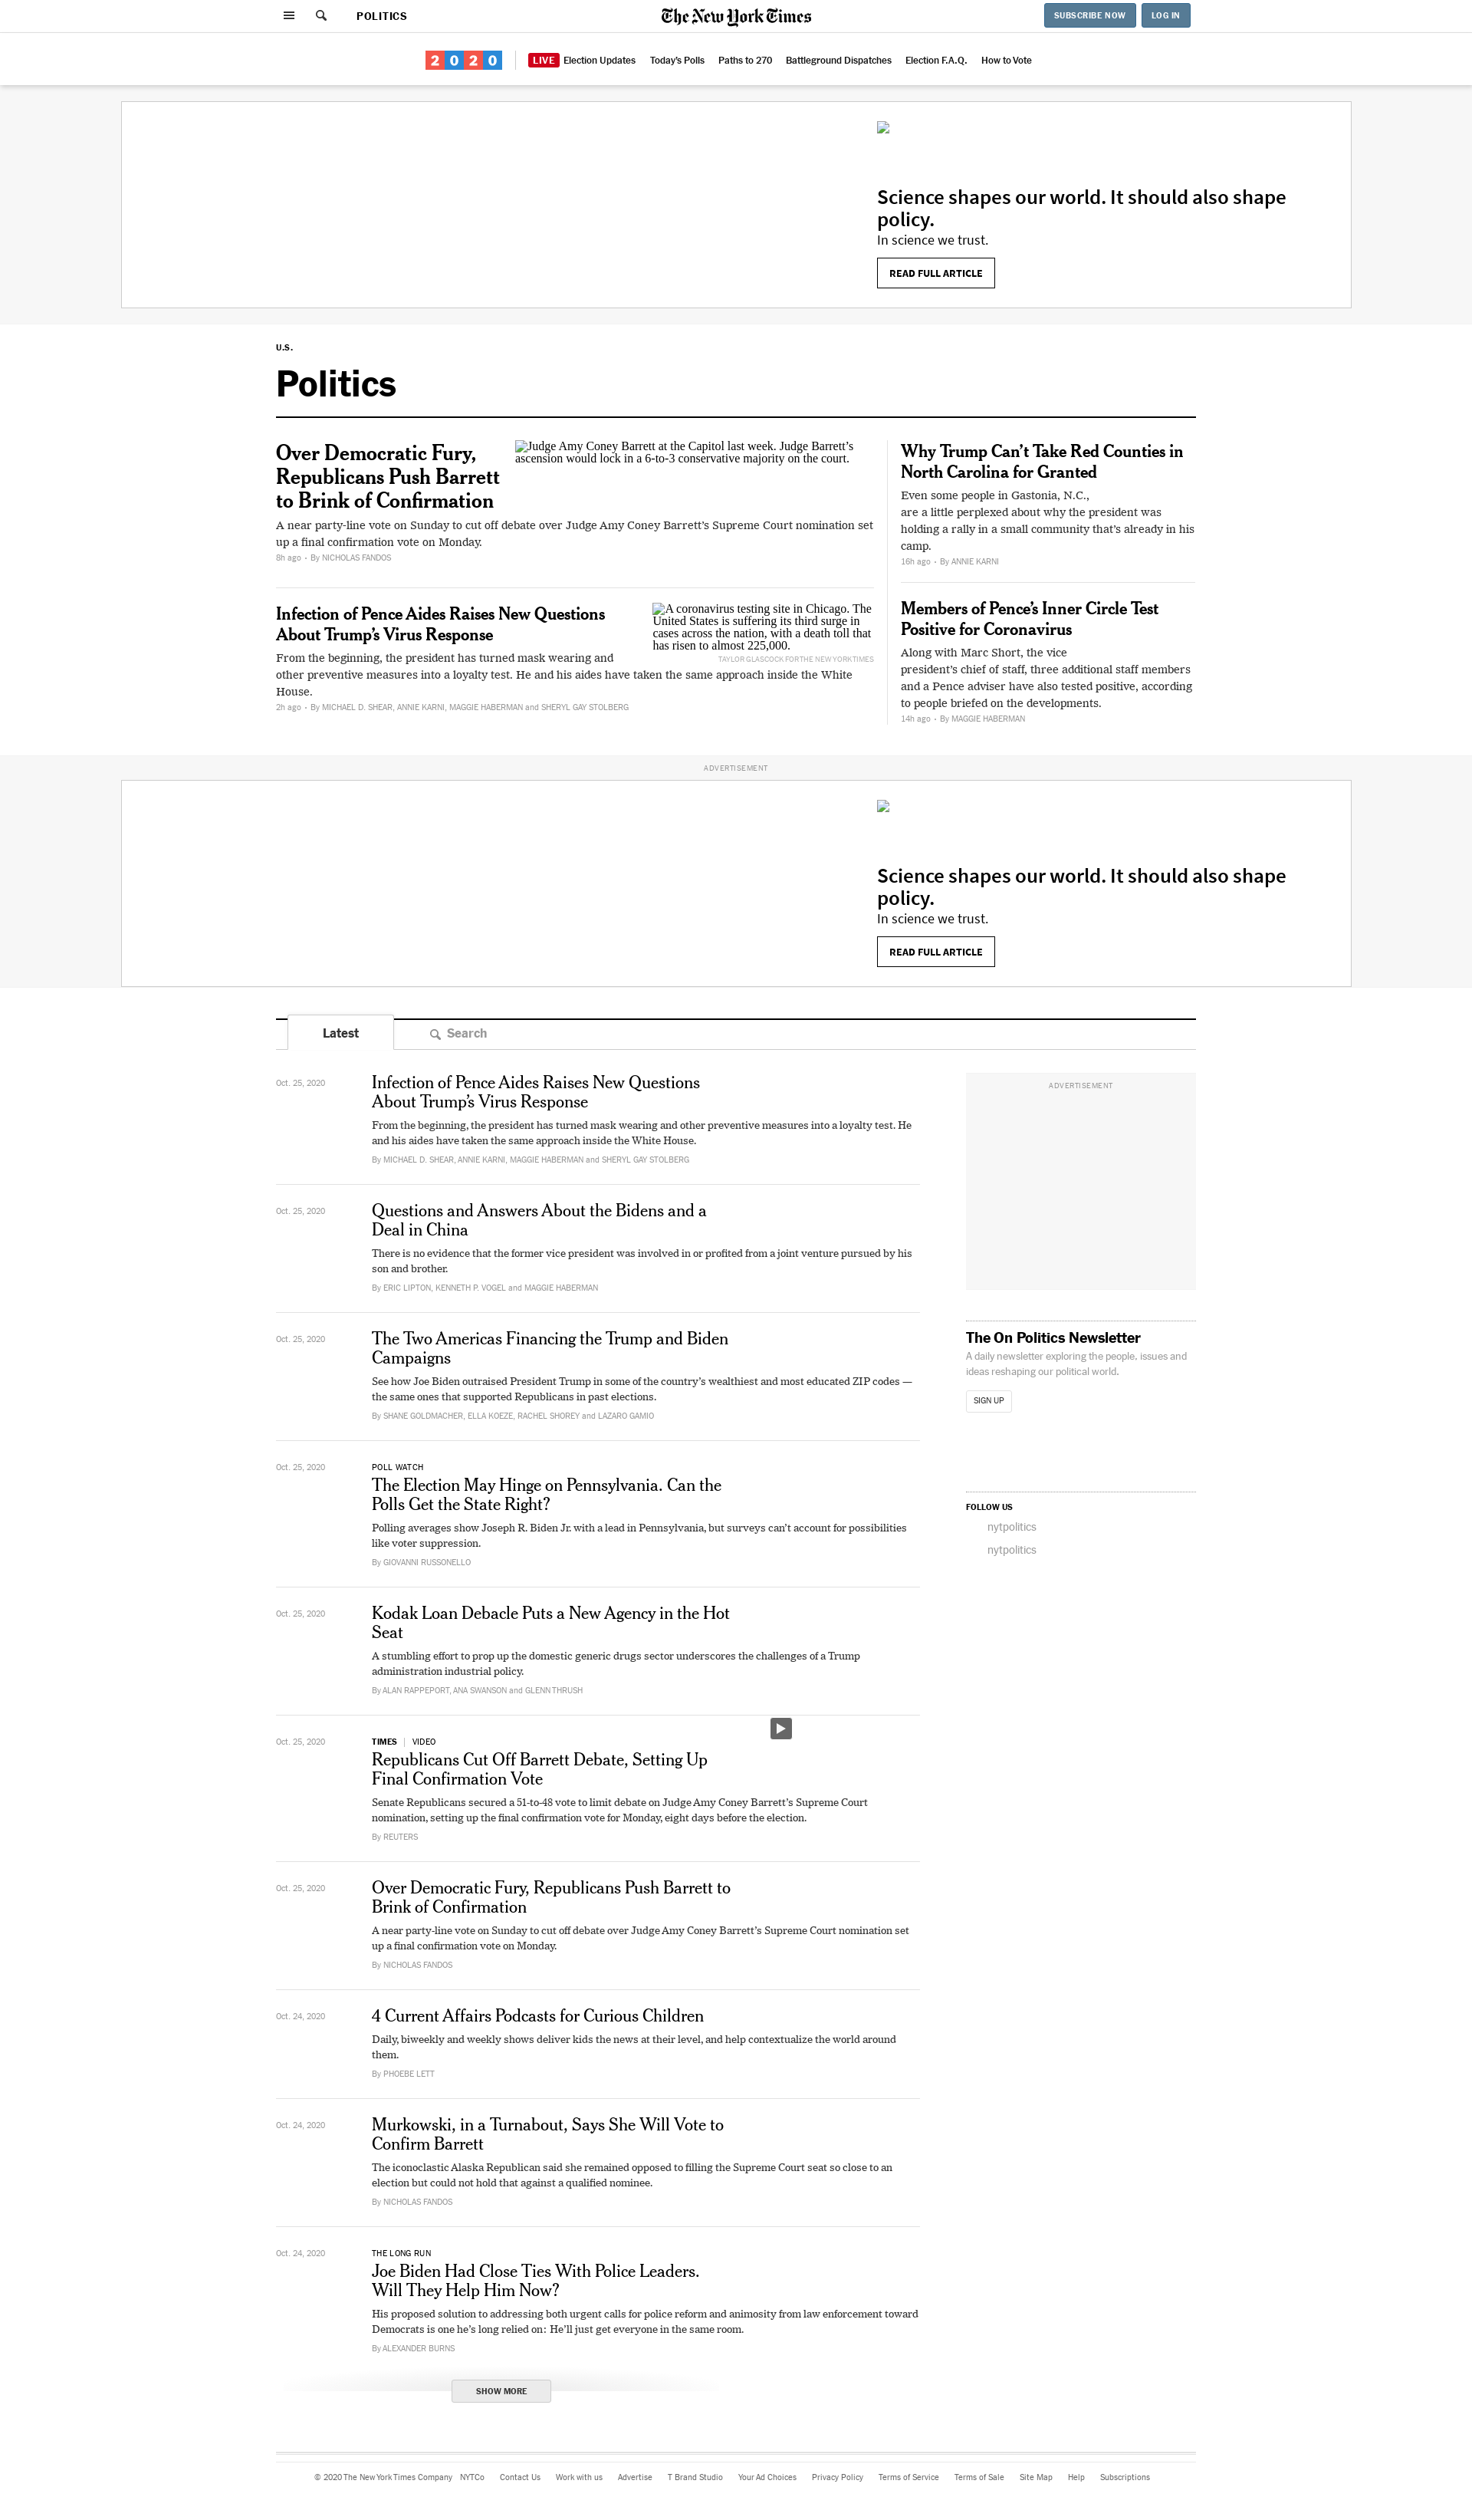 POLITICS
The New York Times
SUBSCRIBE NOW
LOG IN
2020
LIVE Election Updates
Today's Polls
Paths to 270
Battleground Dispatches
Election F.A.Q.
How to Vote
Science shapes our world. It should also shape
policy.
In science we trust.
READ FULL ARTICLE
U.S.
Politics
Over Democratic Fury,
Republicans Push Barrett
to Brink of Confirmation
Judge Amy Coney Barrett at the Capitol last week. Judge Barrett’s
ascension would lock in a 6-to-3 conservative majority on the court.
A near party-line vote on Sunday to cut off debate over Judge Amy Coney Barrett’s Supreme Court nomination set
up a final confirmation vote on Monday.
8h ago • By NICHOLAS FANDOS
Infection of Pence Aides Raises New Questions
About Trump’s Virus Response
A coronavirus testing site in Chicago. The
United States is suffering its third surge in
cases across the nation, with a death toll that
has risen to almost 225,000.
TAYLOR GLASCOCK FOR THE NEW YORK TIMES
From the beginning, the president has turned mask wearing and
other preventive measures into a loyalty test. He and his aides have taken the same approach inside the White
House.
2h ago • By MICHAEL D. SHEAR, ANNIE KARNI, MAGGIE HABERMAN and SHERYL GAY STOLBERG
Why Trump Can’t Take Red Counties in
North Carolina for Granted
Even some people in Gastonia, N.C.,
are a little perplexed about why the president was
holding a rally in a small community that’s already in his
camp.
16h ago • By ANNIE KARNI
Members of Pence’s Inner Circle Test
Positive for Coronavirus
Along with Marc Short, the vice
president’s chief of staff, three additional staff members
and a Pence adviser have also tested positive, according
to people briefed on the developments.
14h ago • By MAGGIE HABERMAN
ADVERTISEMENT
Science shapes our world. It should also shape
policy.
In science we trust.
READ FULL ARTICLE
Latest
Search
Oct. 25, 2020
Infection of Pence Aides Raises New Questions
About Trump’s Virus Response
From the beginning, the president has turned mask wearing and other preventive measures into a loyalty test. He
and his aides have taken the same approach inside the White House.
By MICHAEL D. SHEAR, ANNIE KARNI, MAGGIE HABERMAN and SHERYL GAY STOLBERG
Oct. 25, 2020
Questions and Answers About the Bidens and a
Deal in China
There is no evidence that the former vice president was involved in or profited from a joint venture pursued by his
son and brother.
By ERIC LIPTON, KENNETH P. VOGEL and MAGGIE HABERMAN
Oct. 25, 2020
The Two Americas Financing the Trump and Biden
Campaigns
See how Joe Biden outraised President Trump in some of the country’s wealthiest and most educated ZIP codes —
the same ones that supported Republicans in past elections.
By SHANE GOLDMACHER, ELLA KOEZE, RACHEL SHOREY and LAZARO GAMIO
Oct. 25, 2020
POLL WATCH
The Election May Hinge on Pennsylvania. Can the
Polls Get the State Right?
Polling averages show Joseph R. Biden Jr. with a lead in Pennsylvania, but surveys can’t account for possibilities
like voter suppression.
By GIOVANNI RUSSONELLO
Oct. 25, 2020
Kodak Loan Debacle Puts a New Agency in the Hot
Seat
A stumbling effort to prop up the domestic generic drugs sector underscores the challenges of a Trump
administration industrial policy.
By ALAN RAPPEPORT, ANA SWANSON and GLENN THRUSH
Oct. 25, 2020
TIMES | VIDEO
Republicans Cut Off Barrett Debate, Setting Up
Final Confirmation Vote
Senate Republicans secured a 51-to-48 vote to limit debate on Judge Amy Coney Barrett’s Supreme Court
nomination, setting up the final confirmation vote for Monday, eight days before the election.
By REUTERS
Oct. 25, 2020
Over Democratic Fury, Republicans Push Barrett to
Brink of Confirmation
A near party-line vote on Sunday to cut off debate over Judge Amy Coney Barrett’s Supreme Court nomination set
up a final confirmation vote on Monday.
By NICHOLAS FANDOS
Oct. 24, 2020
4 Current Affairs Podcasts for Curious Children
Daily, biweekly and weekly shows deliver kids the news at their level, and help contextualize the world around
them.
By PHOEBE LETT
Oct. 24, 2020
Murkowski, in a Turnabout, Says She Will Vote to
Confirm Barrett
The iconoclastic Alaska Republican said she remained opposed to filling the Supreme Court seat so close to an
election but could not hold that against a qualified nominee.
By NICHOLAS FANDOS
Oct. 24, 2020
THE LONG RUN
Joe Biden Had Close Ties With Police Leaders.
Will They Help Him Now?
His proposed solution to addressing both urgent calls for police reform and animosity from law enforcement toward
Democrats is one he’s long relied on: He’ll just get everyone in the same room.
By ALEXANDER BURNS
SHOW MORE
ADVERTISEMENT
The On Politics Newsletter
A daily newsletter exploring the people, issues and
ideas reshaping our political world.
SIGN UP
FOLLOW US
nytpolitics
nytpolitics
© 2020 The New York Times Company
NYTCo
Contact Us
Work with us
Advertise
T Brand Studio
Your Ad Choices
Privacy Policy
Terms of Service
Terms of Sale
Site Map
Help
Subscriptions